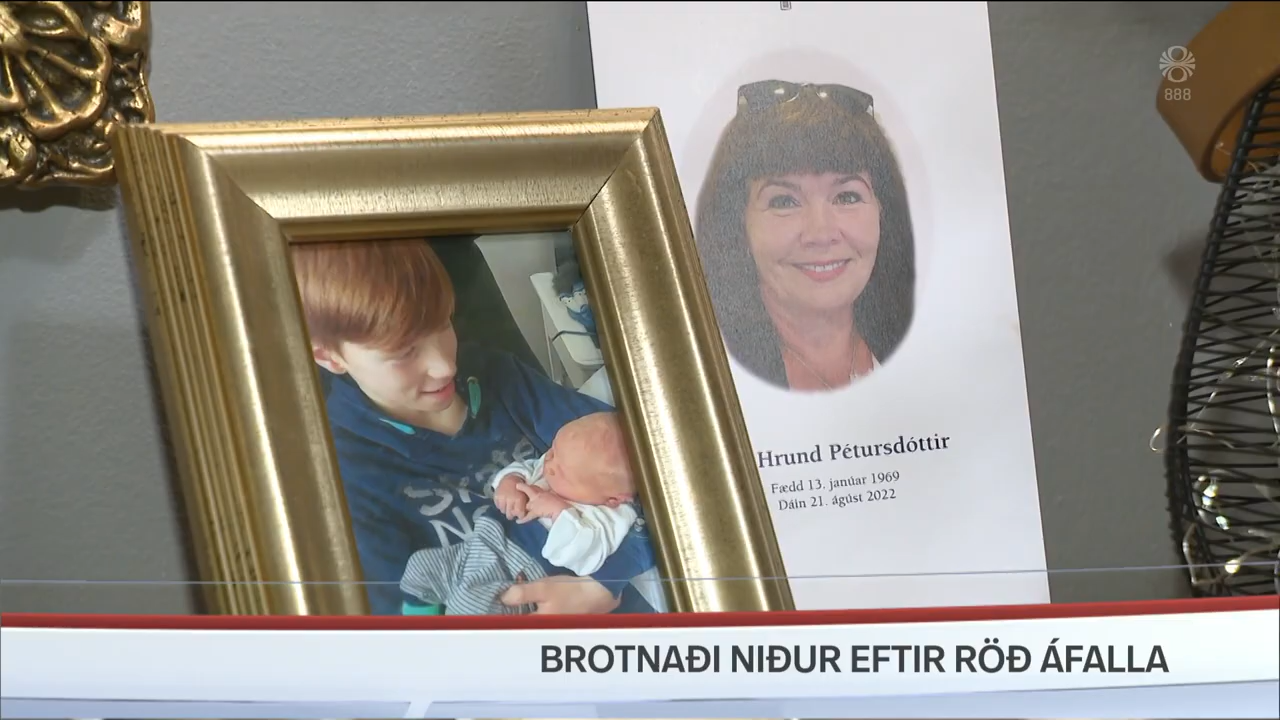 888
Hrund Pétursdóttir
Fædd 13. janúar 1969
Dáin 21. ágúst 2022
BROTNAÐI NIÐUR EFTIR RÖÐ ÁFALLA